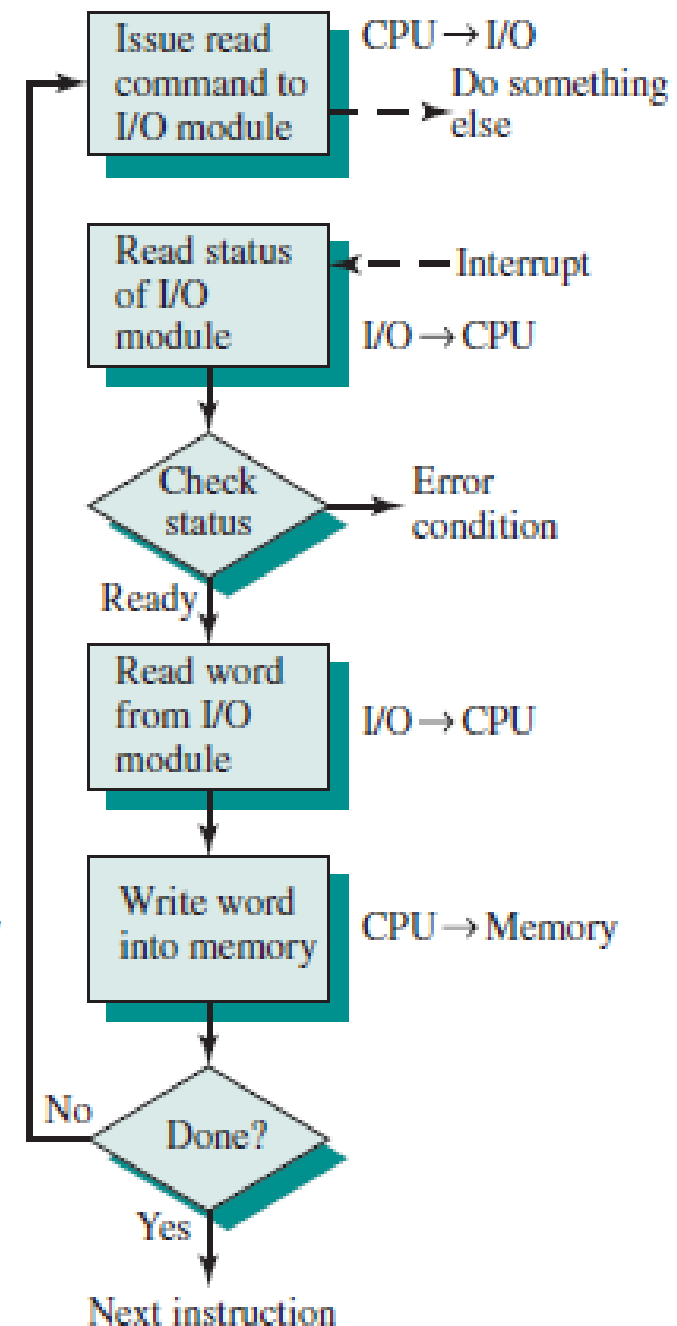 Issue read
command to
I/O module
CPU → I/O
Do something
else
Read status
of I/O
module
Interrupt
I/O → CPU
Check
status
Error
condition
Ready
Read word
from I/O
module
I/O → CPU
Write word
into memory
CPU → Memory
No
Done?
Yes
Next instruction